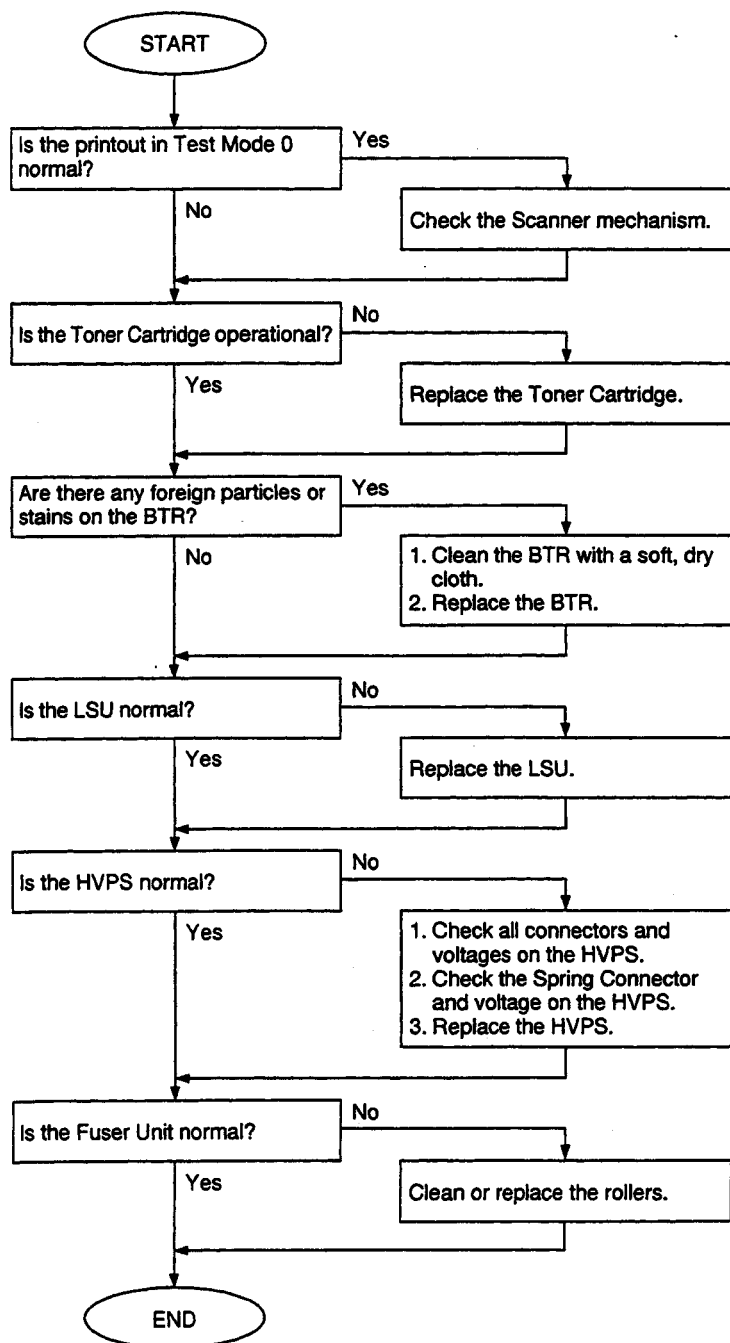 START
Is the printout in Test Mode 0
normal?
Yes
No
Check the Scanner mechanism.
Is the Toner Cartridge operational?
No
Yes
Replace the Toner Cartridge.
Are there any foreign particles or
stains on the BTR?
Yes
No
1. Clean the BTR with a soft, dry
cloth.
2. Replace the BTR.
Is the LSU normal?
No
Yes
Replace the LSU.
Is the HVPS normal?
No
Yes
1. Check all connectors and
voltages on the HVPS.
2. Check the Spring Connector
and voltage on the HVPS.
3. Replace the HVPS.
Is the Fuser Unit normal?
No
Yes
Clean or replace the rollers.
END